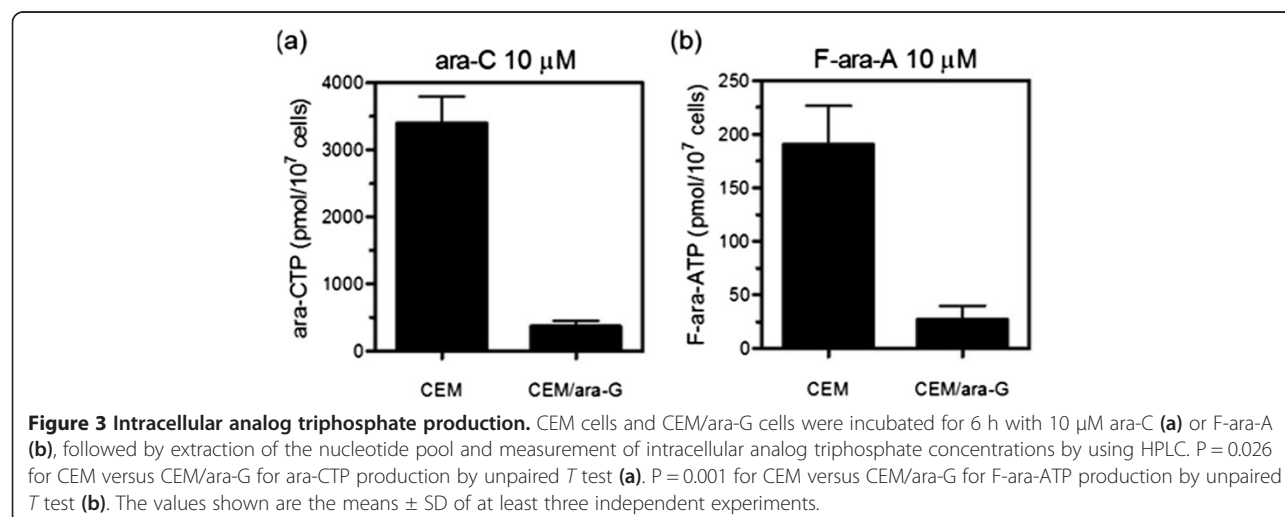 (a)
ara-C 10 μM
ara-CTP (pmol/10⁷ cells)
4000
3000
2000
1000
0
CEM
CEM/ara-G
(b)
F-ara-A 10 μM
F-ara-ATP (pmol/10⁷ cells)
250
200
150
100
50
0
CEM
CEM/ara-G
Figure 3 Intracellular analog triphosphate production. CEM cells and CEM/ara-G cells were incubated for 6 h with 10 μM ara-C (a) or F-ara-A
(b), followed by extraction of the nucleotide pool and measurement of intracellular analog triphosphate concentrations by using HPLC. P = 0.026
for CEM versus CEM/ara-G for ara-CTP production by unpaired T test (a). P = 0.001 for CEM versus CEM/ara-G for F-ara-ATP production by unpaired
T test (b). The values shown are the means ± SD of at least three independent experiments.